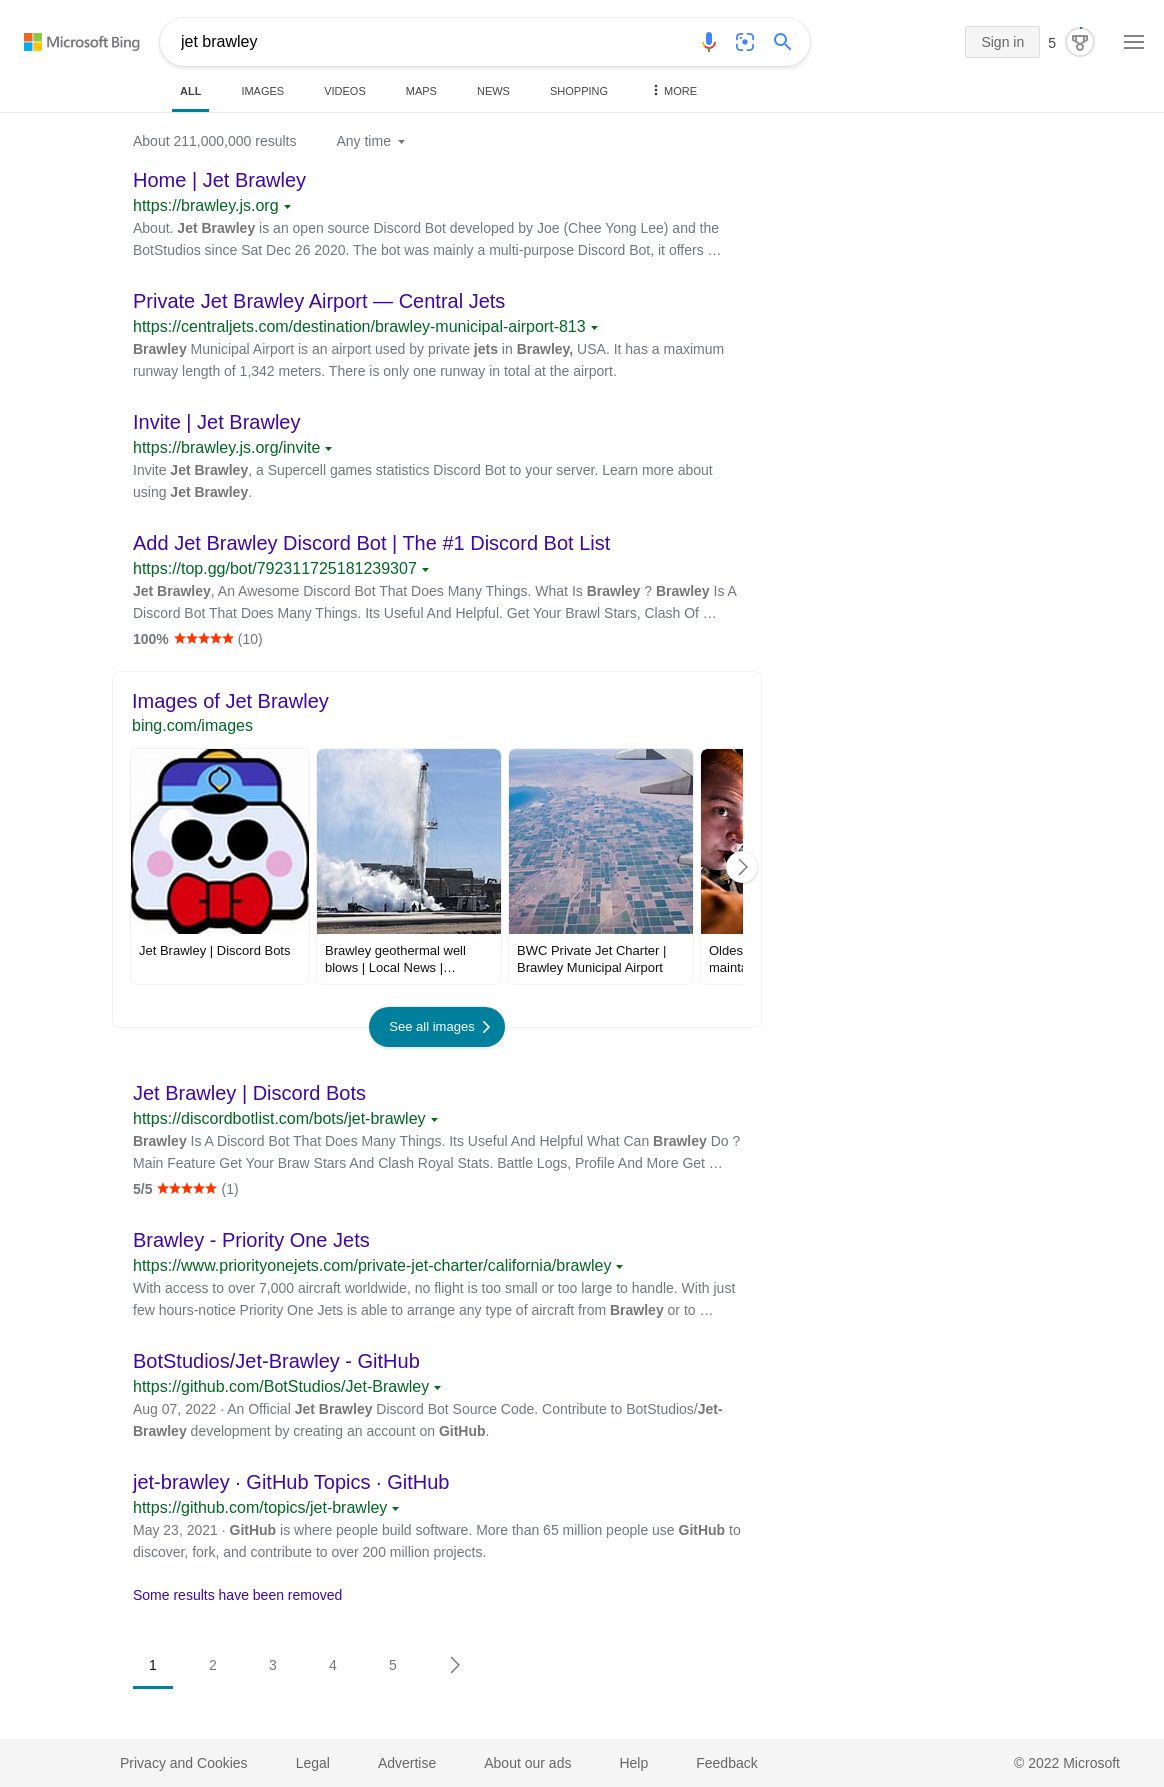 Microsoft Bing
jet brawley
Sign in
5
ALL
IMAGES
VIDEOS
MAPS
NEWS
SHOPPING
MORE
About 211,000,000 results
Any time
Home | Jet Brawley
https://brawley.js.org
About. Jet Brawley is an open source Discord Bot developed by Joe (Chee Yong Lee) and the
BotStudios since Sat Dec 26 2020. The bot was mainly a multi-purpose Discord Bot, it offers …
Private Jet Brawley Airport — Central Jets
https://centraljets.com/destination/brawley-municipal-airport-813
Brawley Municipal Airport is an airport used by private jets in Brawley, USA. It has a maximum
runway length of 1,342 meters. There is only one runway in total at the airport.
Invite | Jet Brawley
https://brawley.js.org/invite
Invite Jet Brawley, a Supercell games statistics Discord Bot to your server. Learn more about
using Jet Brawley.
Add Jet Brawley Discord Bot | The #1 Discord Bot List
https://top.gg/bot/792311725181239307
Jet Brawley, An Awesome Discord Bot That Does Many Things. What Is Brawley ? Brawley Is A
Discord Bot That Does Many Things. Its Useful And Helpful. Get Your Brawl Stars, Clash Of …
100% ★★★★★ (10)
Images of Jet Brawley
bing.com/images
Jet Brawley | Discord Bots
Brawley geothermal well
blows | Local News |…
BWC Private Jet Charter |
Brawley Municipal Airport
Oldes
mainta
See all images
Jet Brawley | Discord Bots
https://discordbotlist.com/bots/jet-brawley
Brawley Is A Discord Bot That Does Many Things. Its Useful And Helpful What Can Brawley Do ?
Main Feature Get Your Braw Stars And Clash Royal Stats. Battle Logs, Profile And More Get …
5/5 ★★★★★ (1)
Brawley - Priority One Jets
https://www.priorityonejets.com/private-jet-charter/california/brawley
With access to over 7,000 aircraft worldwide, no flight is too small or too large to handle. With just
few hours-notice Priority One Jets is able to arrange any type of aircraft from Brawley or to …
BotStudios/Jet-Brawley - GitHub
https://github.com/BotStudios/Jet-Brawley
Aug 07, 2022 · An Official Jet Brawley Discord Bot Source Code. Contribute to BotStudios/Jet-
Brawley development by creating an account on GitHub.
jet-brawley · GitHub Topics · GitHub
https://github.com/topics/jet-brawley
May 23, 2021 · GitHub is where people build software. More than 65 million people use GitHub to
discover, fork, and contribute to over 200 million projects.
Some results have been removed
1
2
3
4
5
Privacy and Cookies
Legal
Advertise
About our ads
Help
Feedback
© 2022 Microsoft